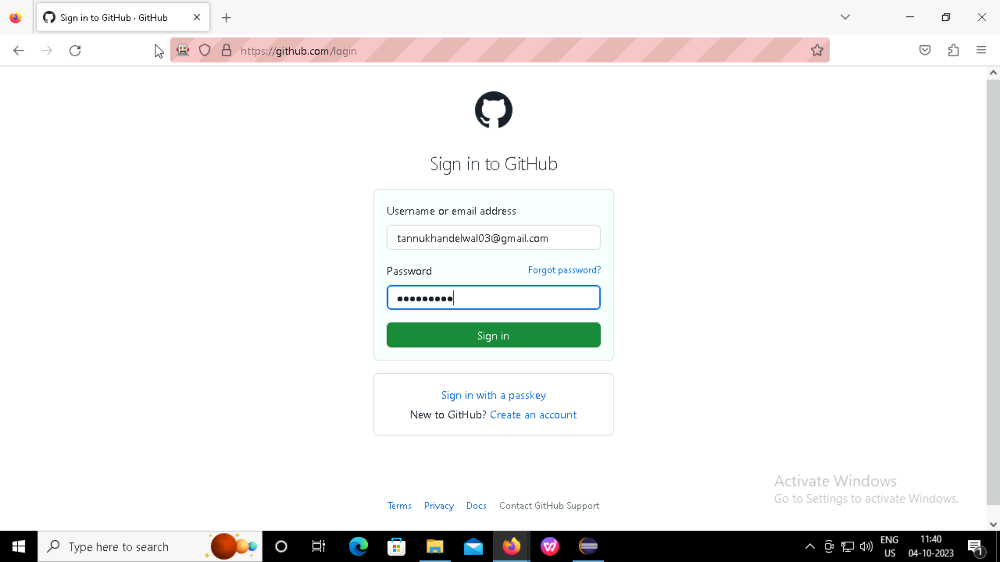 Sign in to GitHub · GitHub
https://github.com/login
Sign in to GitHub
Username or email address
tannukhandelwal03@gmail.com
Password Forgot password?
•••••••••
Sign in
Sign in with a passkey
New to GitHub? Create an account
Activate Windows
Go to Settings to activate Windows.
Terms Privacy Docs Contact GitHub Support
Type here to search
ENG
US
11:40
04-10-2023
1